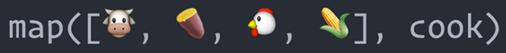 map([🐮, 🍠, 🐔, 🌽], cook)